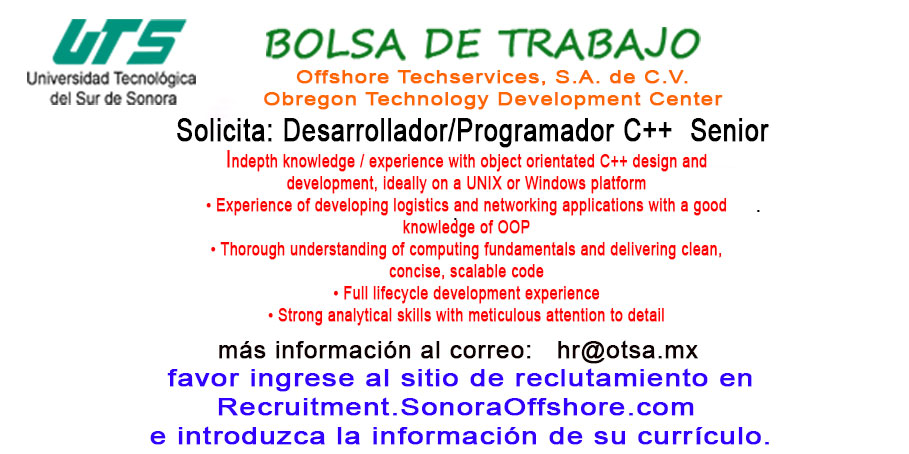 UTS
Universidad Tecnológica
del Sur de Sonora
BOLSA DE TRABAJO
Offshore Techservices, S.A. de C.V.
Obregon Technology Development Center
Solicita: Desarrollador/Programador C++ Senior
Indepth knowledge / experience with object orientated C++ design and
development, ideally on a UNIX or Windows platform
• Experience of developing logistics and networking applications with a good
knowledge of OOP
• Thorough understanding of computing fundamentals and delivering clean,
concise, scalable code
• Full lifecycle development experience
• Strong analytical skills with meticulous attention to detail
más información al correo: hr@otsa.mx
favor ingrese al sitio de reclutamiento en
Recruitment.SonoraOffshore.com
e introduzca la información de su currículo.